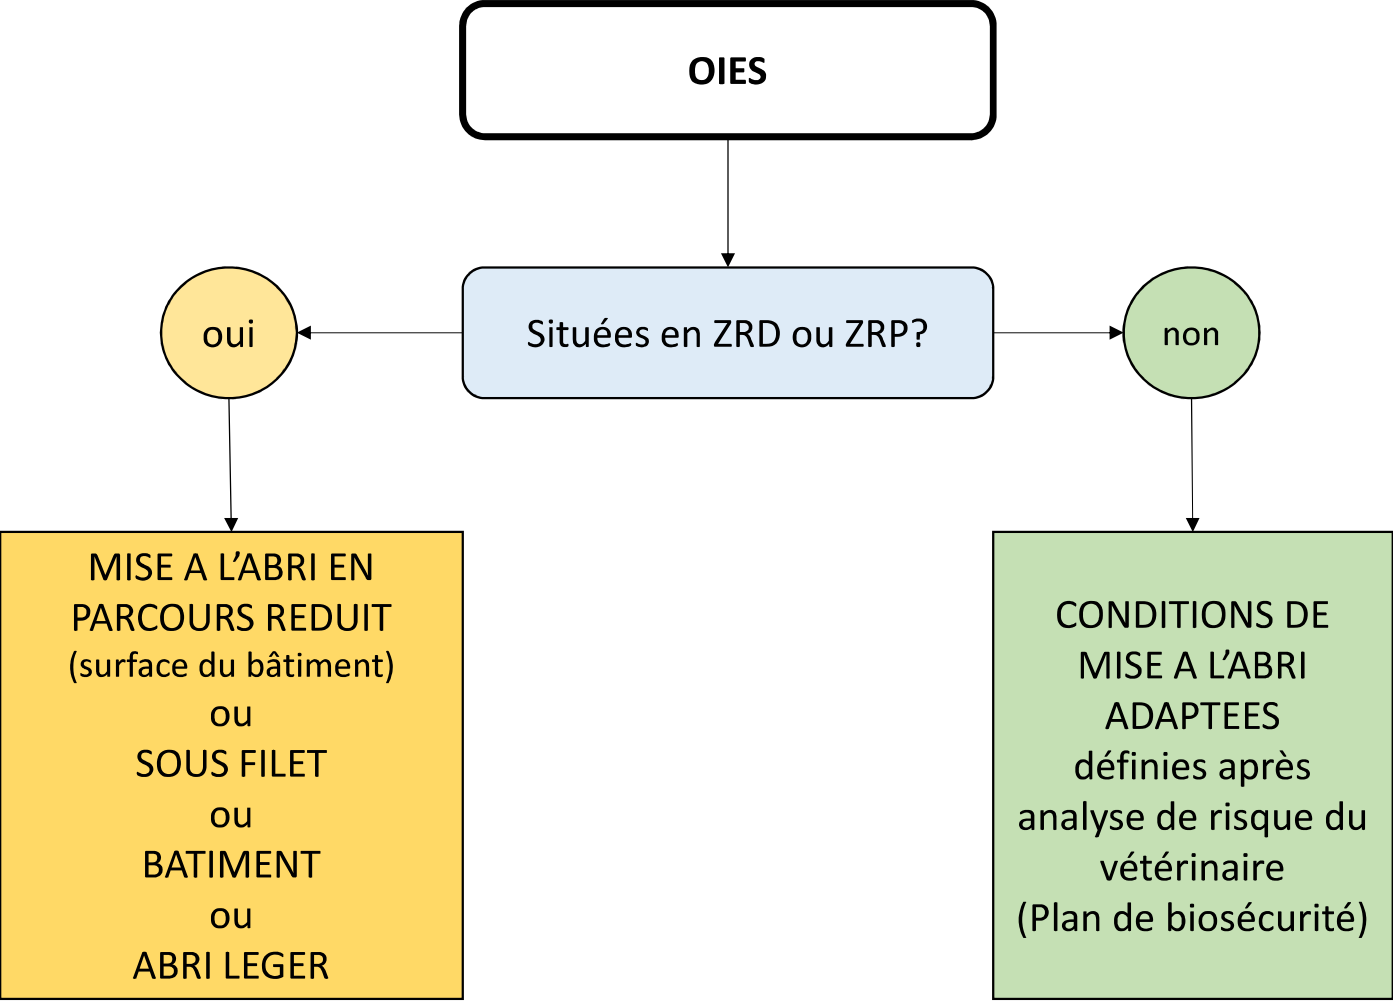 OIES
Situées en ZRD ou ZRP?
oui
non
MISE A L’ABRI EN
PARCOURS REDUIT
(surface du bâtiment)
ou
SOUS FILET
ou
BATIMENT
ou
ABRI LEGER
CONDITIONS DE
MISE A L’ABRI
ADAPTEES
définies après
analyse de risque du
vétérinaire
(Plan de biosécurité)